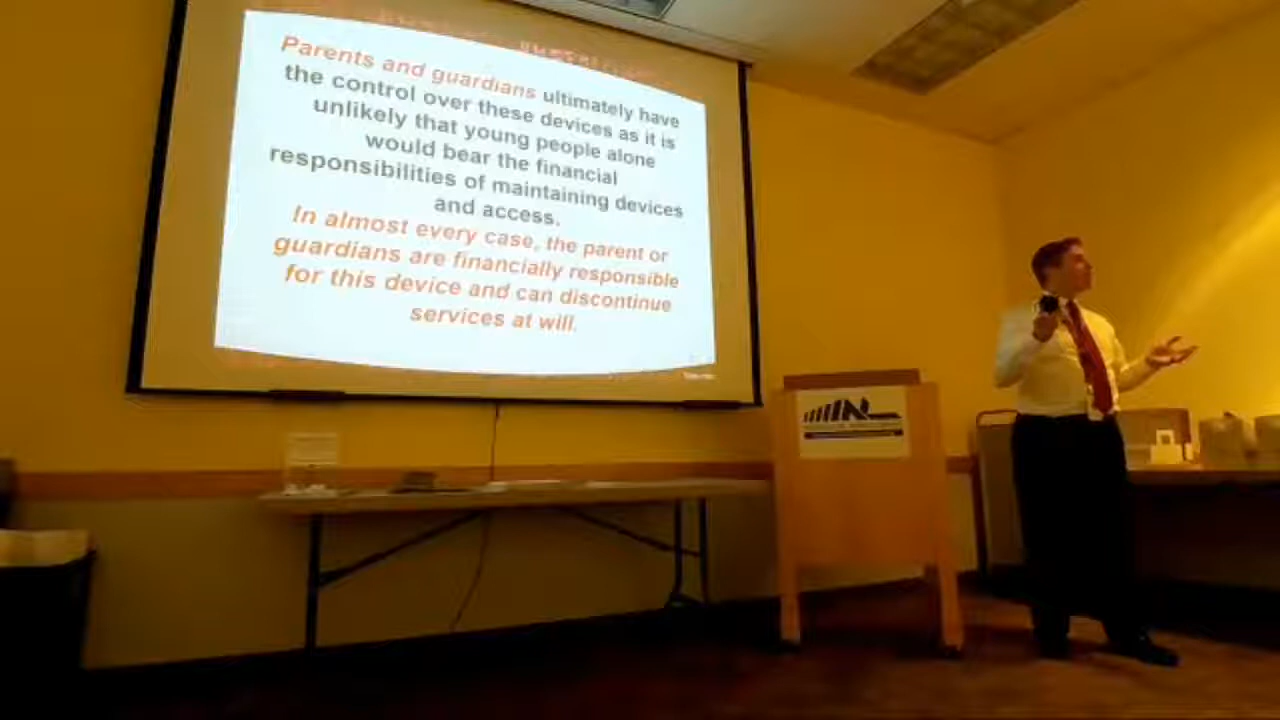 Parents and guardians ultimately have
the control over these devices as it is
unlikely that young people alone
would bear the financial
responsibilities of maintaining devices
and access.
In almost every case, the parent or
guardians are financially responsible
for this device and can discontinue
services at will.